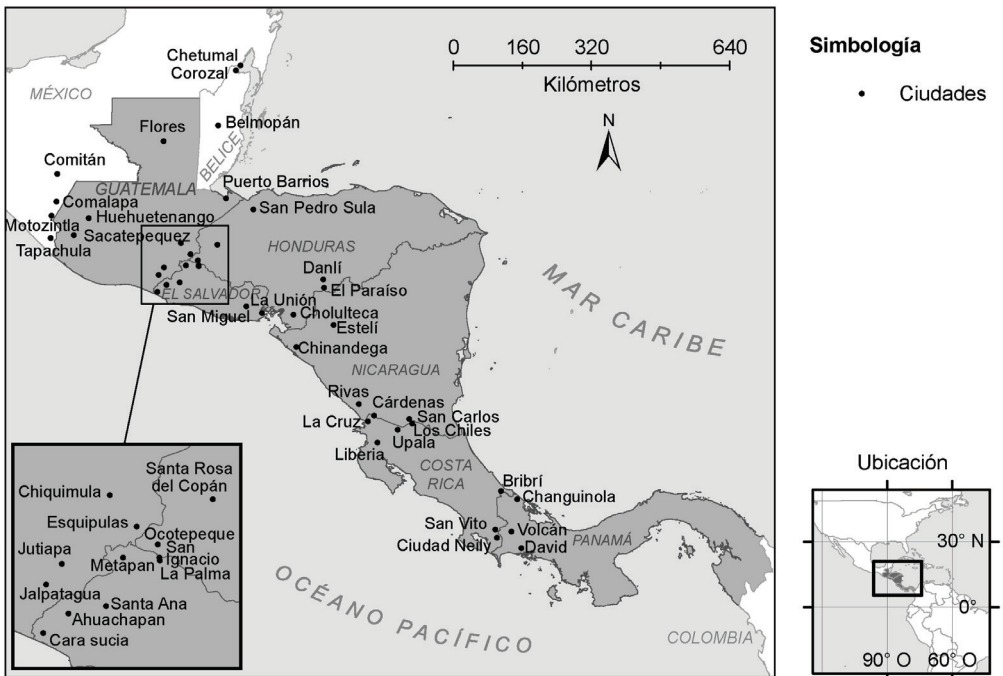 Chetumal
Corozal
MÉXICO
Flores
Belmopán
BELICE
Comitán
GUATEMALA
Puerto Barrios
Comalapa
San Pedro Sula
Huehuetenango
Motozintla
Sacatepequez
Tapachula
HONDURAS
Danlí
El Paraíso
EL SALVADOR
La Unión
San Miguel
Cholulteca
Estelí
Chinandega
NICARAGUA
Rivas
Cárdenas
La Cruz
San Carlos
Los Chiles
Upala
Liberia
COSTA
RICA
Bribrí
Changuinola
San Vito
Volcán
Ciudad Neily
David
PANAMÁ
COLOMBIA
MAR CARIBE
OCÉANO PACÍFICO
0 160 320 640
Kilómetros
N
Chiquimula
Santa Rosa
del Copán
Esquipulas
Ocotepeque
Jutiapa
San
Ignacio
Metapan
La Palma
Jalpatagua
Santa Ana
Ahuachapan
Cara sucia
Simbología
Ciudades
Ubicación
30° N
0°
90° O 60° O